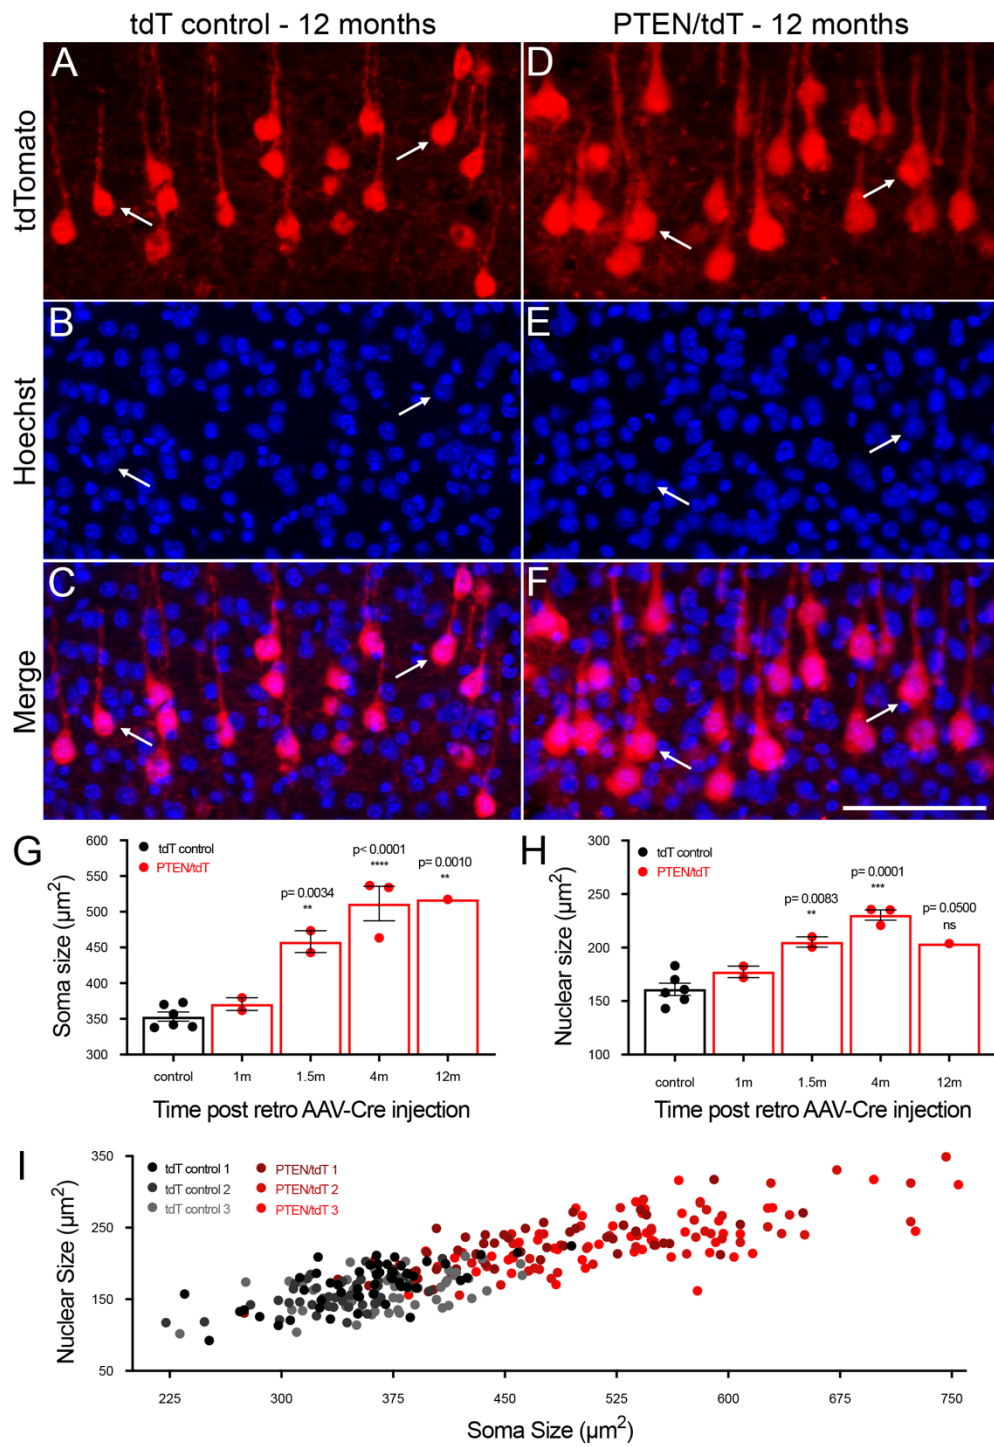 tdT control - 12 months
PTEN/tdT - 12 months
tdTomato
A
D
Hoechst
B
E
Merge
C
F
G
600
550
500
450
400
350
300
Soma size (µm²)
tdT control
PTEN/tdT
p= 0.0034
**
p< 0.0001
****
p= 0.0010
**
control
1m
1.5m
4m
12m
Time post retro AAV-Cre injection
H
300
250
200
150
100
Nuclear size (µm²)
tdT control
PTEN/tdT
p= 0.0083
**
p= 0.0001
***
p= 0.0500
ns
control
1m
1.5m
4m
12m
Time post retro AAV-Cre injection
I
350
250
150
50
Nuclear Size (µm²)
tdT control 1
tdT control 2
tdT control 3
PTEN/tdT 1
PTEN/tdT 2
PTEN/tdT 3
225
300
375
450
525
600
675
750
Soma Size (µm²)